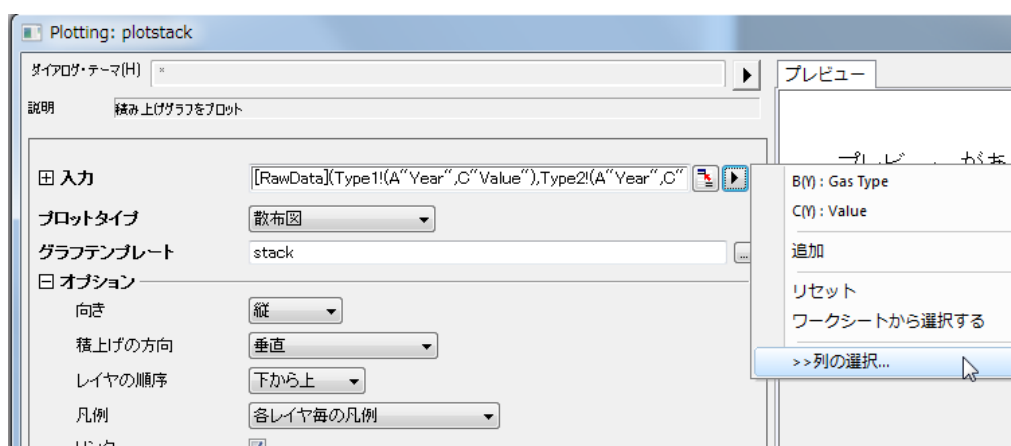 Plotting: plotstack
ダイアログ・テーマ(H) *
プレビュー
説明 積み上げグラフをプロット
入力 [RawData](Type1!(A"Year",C"Value"),Type2!(A"Year",C"
B(Y) : Gas Type
C(Y) : Value
プロットタイプ 散布図
グラフテンプレート stack ...
追加
オプション
リセット
向き 縦
ワークシートから選択する
積上げの方向 垂直
>>列の選択...
レイヤの順序 下から上
凡例 各レイヤ毎の凡例